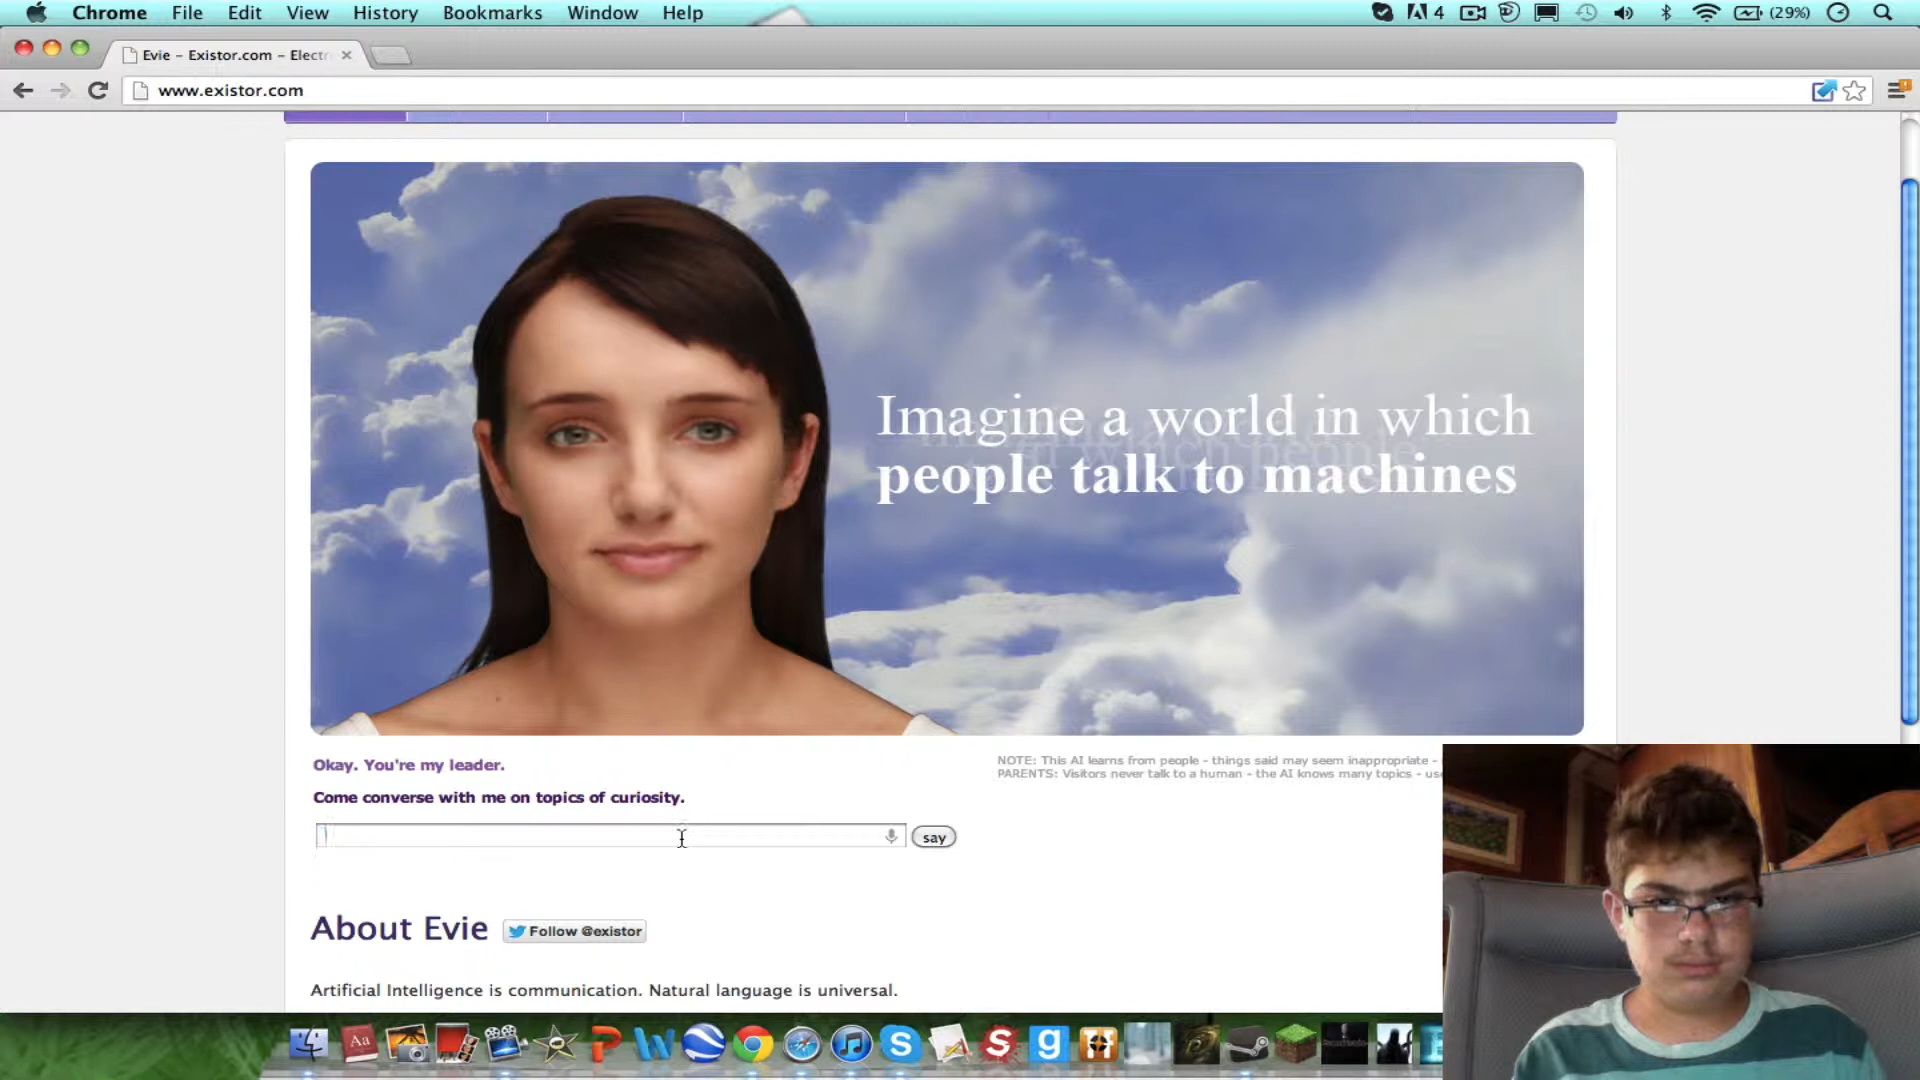 Chrome File Edit View History Bookmarks Window Help 4 (29%)
Evie – Existor.com – Electr
www.existor.com
Imagine a world in which
people talk to machines
Okay. You're my leader.
NOTE: This AI learns from people - things said may seem inappropriate -
PARENTS: Visitors never talk to a human - the AI knows many topics - use
Come converse with me on topics of curiosity.
say
About Evie Follow @existor
Artificial Intelligence is communication. Natural language is universal.
Aa